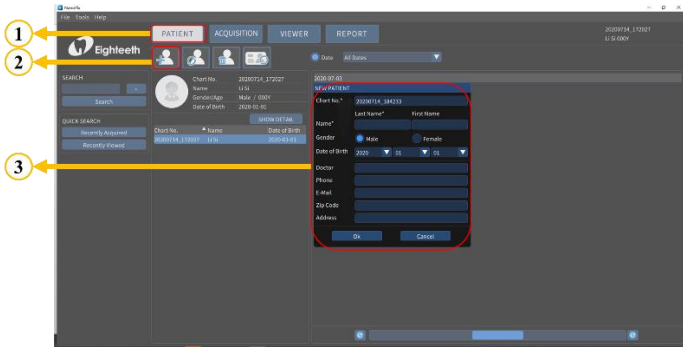 NanoPix
File Tools Help
1
PATIENT ACQUISITION VIEWER REPORT
20200714_172027
Li Si 000Y
2
Eighteeth
Date All Dates
SEARCH
Search
QUICK SEARCH
Recently Acquired
Recently Viewed
Chart No. 20200714_172027
Name Li Si
Gender/Age Male / 000Y
Date of Birth 2020-01-01
SHOW DETAIL
Chart No. Name Date of Birth
20200714_172027 Li Si 2020-01-01
2020-07-03
NEW PATIENT
Chart No.* 20200714_184233
Last Name* First Name
Name*
Gender Male Female
Date of Birth 2020 01 01
3
Doctor
Phone
E-Mail
Zip Code
Address
Ok Cancel